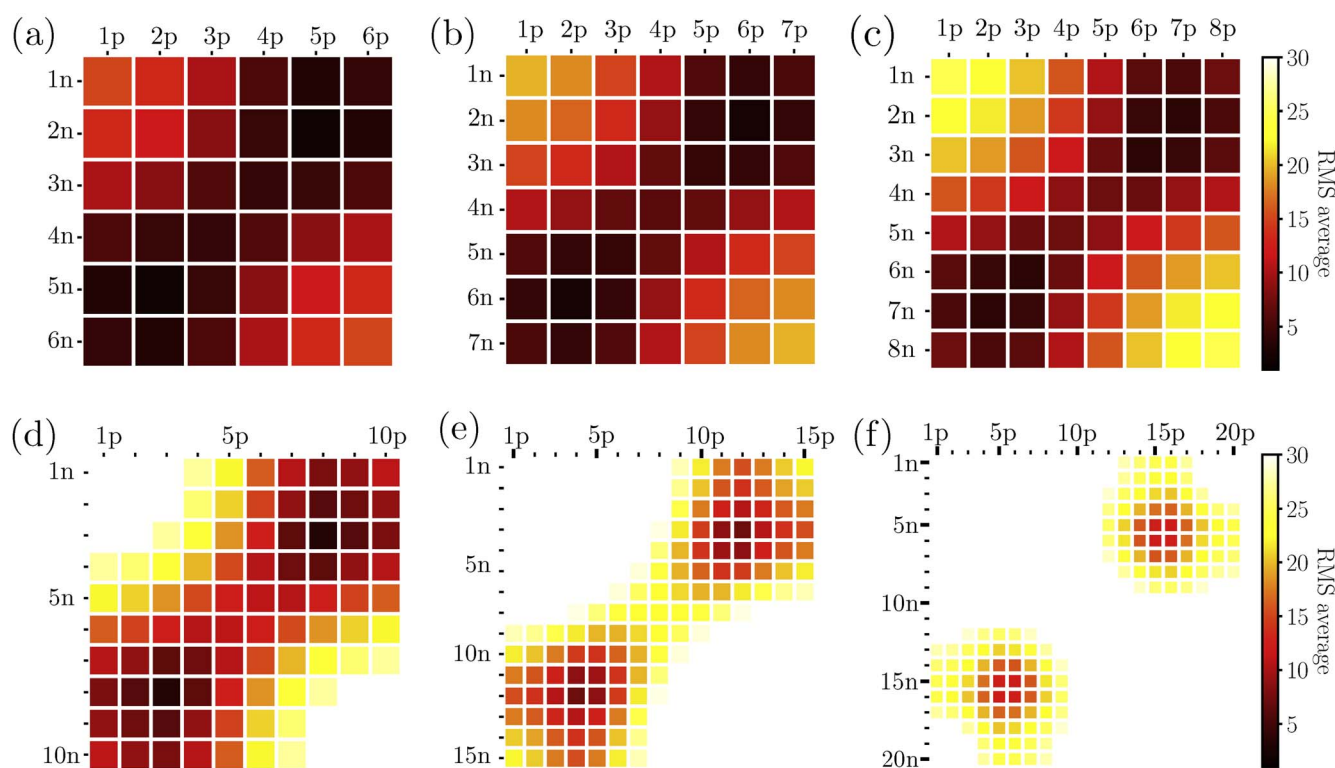 (a)
1p 2p 3p 4p 5p 6p
1n
2n
3n
4n
5n
6n
(b)
1p 2p 3p 4p 5p 6p 7p
1n
2n
3n
4n
5n
6n
7n
(c)
1p 2p 3p 4p 5p 6p 7p 8p
1n
2n
3n
4n
5n
6n
7n
8n
30
25
20
15
10
5
RMS average
(d)
1p 5p 10p
1n
5n
10n
(e)
1p 5p 10p 15p
1n
5n
10n
15n
(f)
1p 5p 10p 15p 20p
1n
5n
10n
15n
20n
30
25
20
15
10
5
RMS average